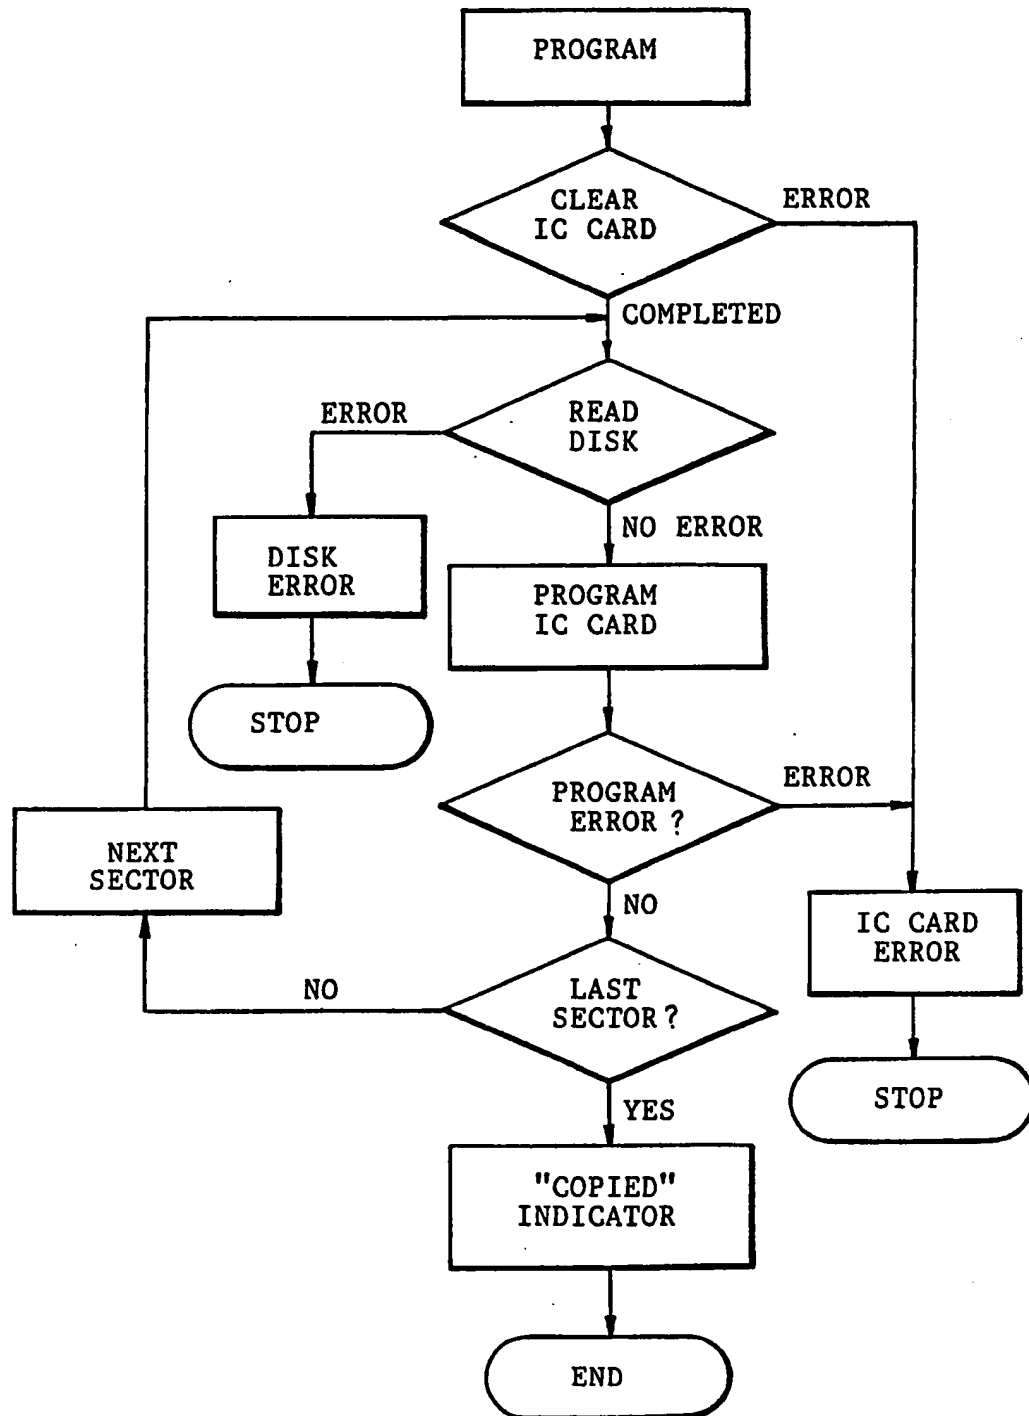 PROGRAM
CLEAR
IC CARD
ERROR
COMPLETED
READ
DISK
ERROR
NO ERROR
DISK
ERROR
PROGRAM
IC CARD
STOP
PROGRAM
ERROR ?
ERROR
NEXT
SECTOR
NO
IC CARD
ERROR
LAST
SECTOR ?
NO
STOP
YES
"COPIED"
INDICATOR
END